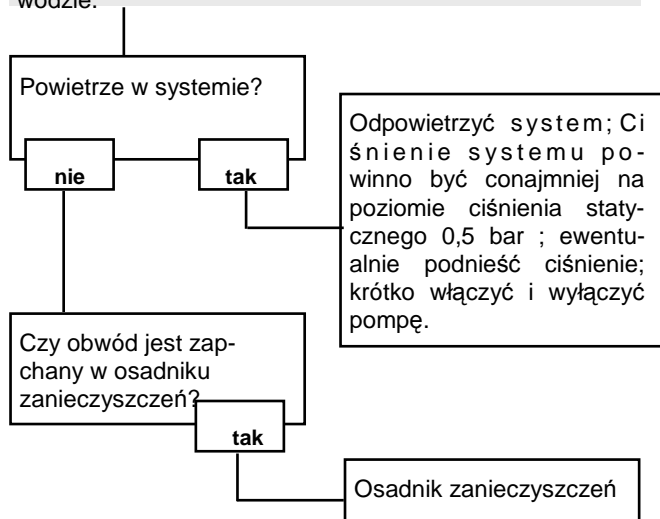 wodzie.
Powietrze w systemie?
nie
tak
Odpowietrzyć system; Ci
śnienie systemu po-
winno być conajmniej na
poziomie ciśnienia staty-
cznego 0,5 bar ; ewentu-
alnie podnieść ciśnienie;
krótko włączyć i wyłączyć
pompę.
Czy obwód jest zap-
chany w osadniku
zanieczyszczeń?
tak
Osadnik zanieczyszczeń